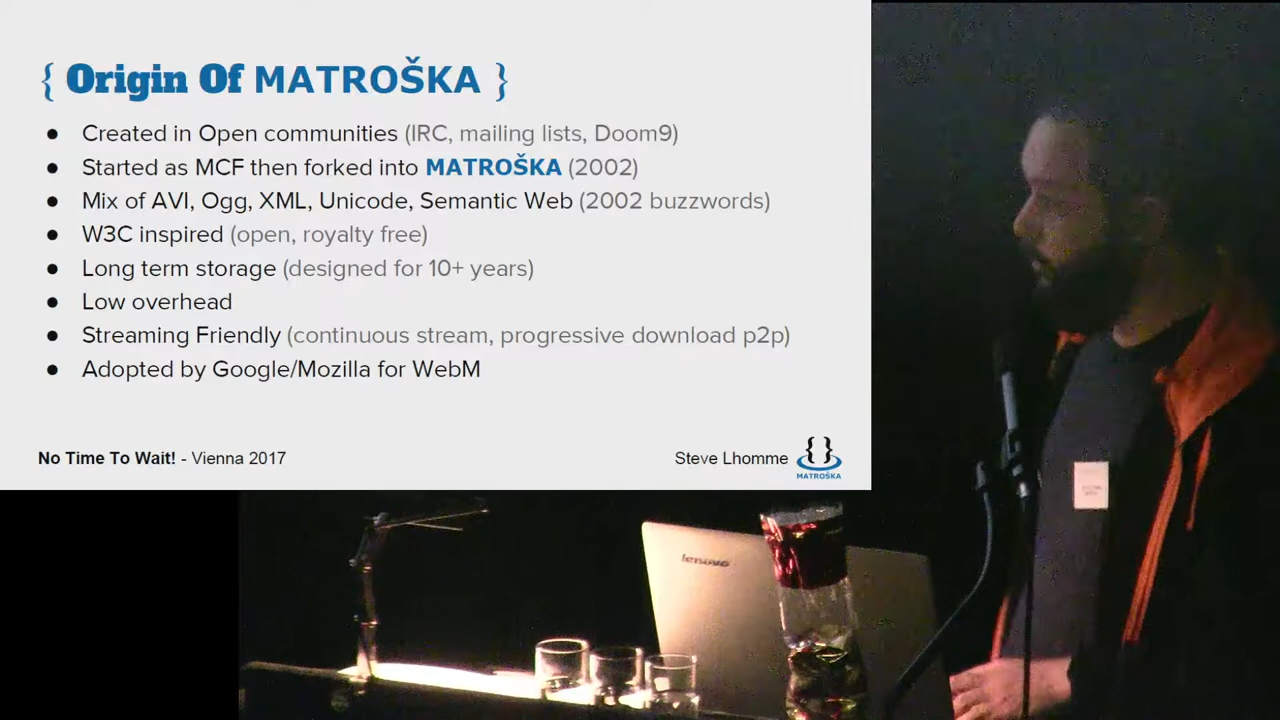 { Origin Of MATROŠKA }
● Created in Open communities (IRC, mailing lists, Doom9)
● Started as MCF then forked into MATROŠKA (2002)
● Mix of AVI, Ogg, XML, Unicode, Semantic Web (2002 buzzwords)
● W3C inspired (open, royalty free)
● Long term storage (designed for 10+ years)
● Low overhead
● Streaming Friendly (continuous stream, progressive download p2p)
● Adopted by Google/Mozilla for WebM
No Time To Wait! - Vienna 2017
Steve Lhomme
{ }
MATROŠKA
lenovo